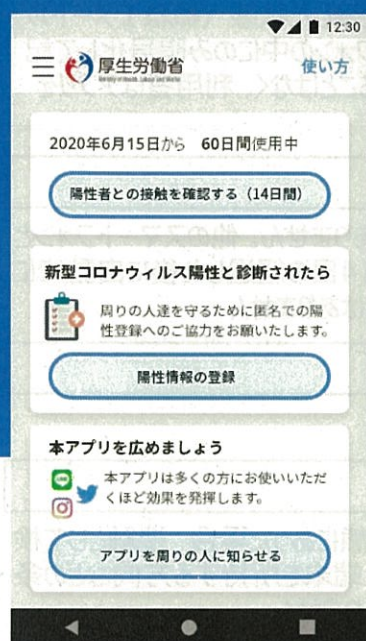 12:30
厚生労働省
Ministry of Health, Labour and Welfare
使い方
2020年6月15日から 60日間使用中
陽性者との接触を確認する（14日間）
新型コロナウィルス陽性と診断されたら
周りの人達を守るために匿名での陽
性登録へのご協力をお願いたします。
陽性情報の登録
本アプリを広めましょう
LINE
本アプリは多くの方にお使いいただ
くほど効果を発揮します。
アプリを周りの人に知らせる